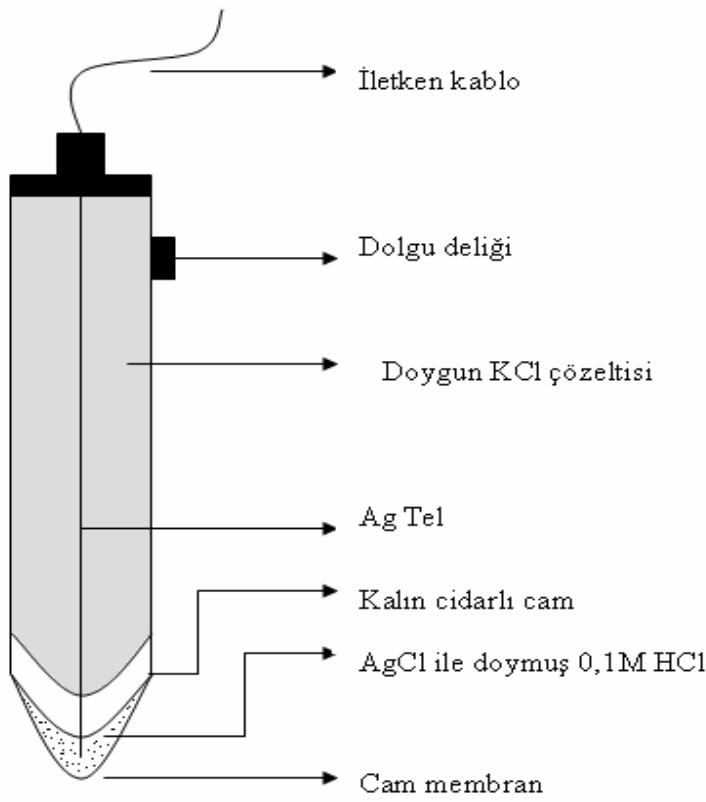 İletken kablo
Dolgu deliği
Doygun KCl çözeltisi
Ag Tel
Kalın cidarlı cam
AgCl ile doymuş 0,1M HCl
Cam membran